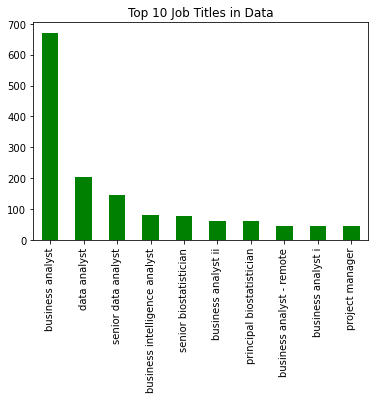 Top 10 Job Titles in Data
700
600
500
400
300
200
100
0
business analyst
data analyst
senior data analyst
business intelligence analyst
senior biostatistician
business analyst ii
principal biostatistician
business analyst - remote
business analyst i
project manager